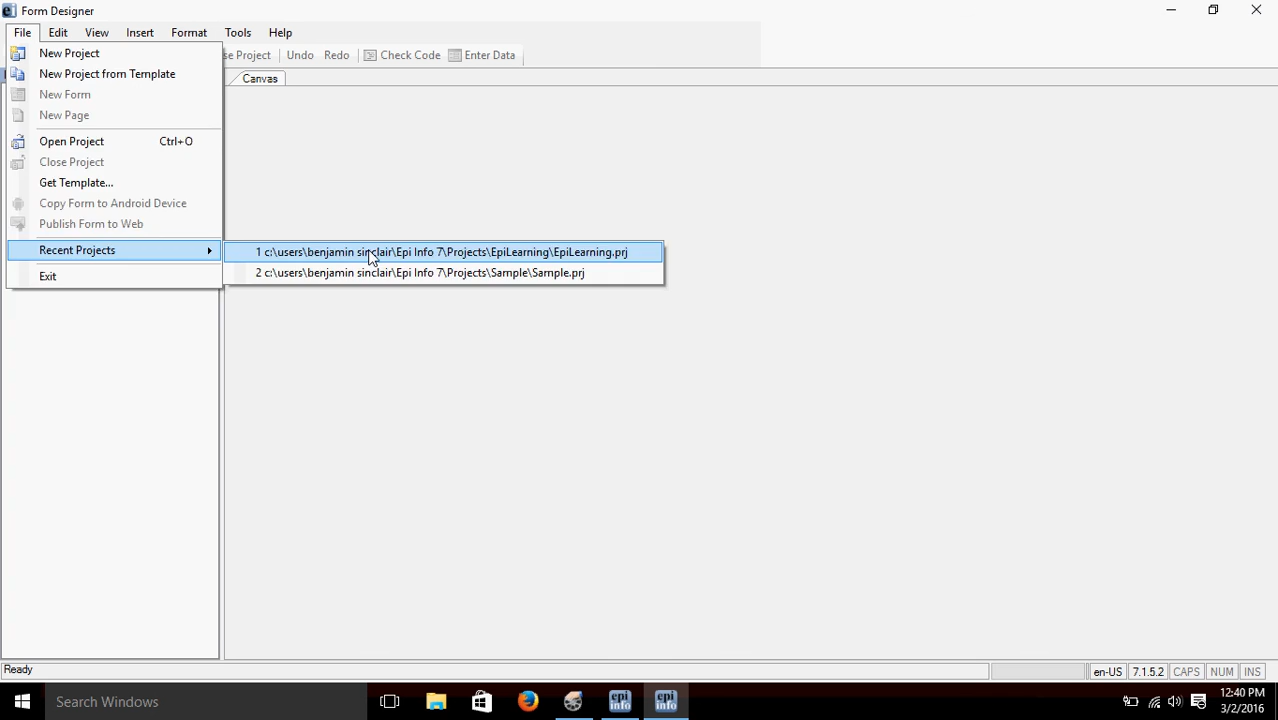 Form Designer
File Edit View Insert Format Tools Help
se Project Undo Redo Check Code Enter Data
New Project
New Project from Template
New Form
New Page
Open Project Ctrl+O
Close Project
Get Template...
Copy Form to Android Device
Publish Form to Web
Recent Projects
Exit
Canvas
1 c:\users\benjamin sinclair\Epi Info 7\Projects\EpiLearning\EpiLearning.prj
2 c:\users\benjamin sinclair\Epi Info 7\Projects\Sample\Sample.prj
Ready
en-US 7.1.5.2 CAPS NUM INS
Search Windows
epi info
epi info
12:40 PM
3/2/2016